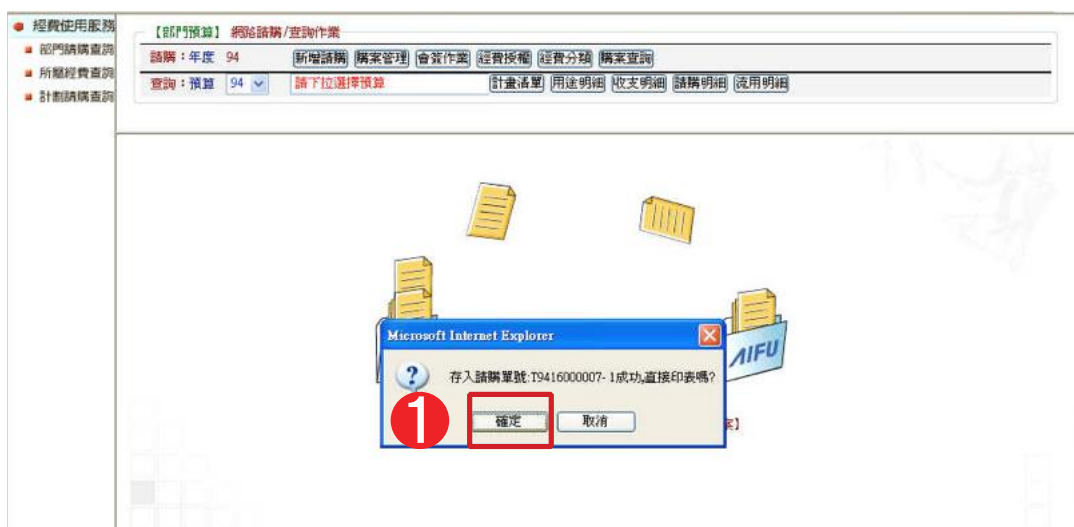 經費使用服務
部門請購查詢
所屬經費查詢
計劃請購查詢
【部門預算】 網路請購/查詢作業
請購：年度 94 新增請購 購案管理 會簽作業 經費授權 經費分類 購案查詢
查詢：預算 94 請下拉選擇預算 計畫清單 用途明細 收支明細 請購明細 流用明細
Microsoft Internet Explorer
AIFU
存入請購單號:T9416000007- 1成功,直接印表嗎?
1 確定 取消
】